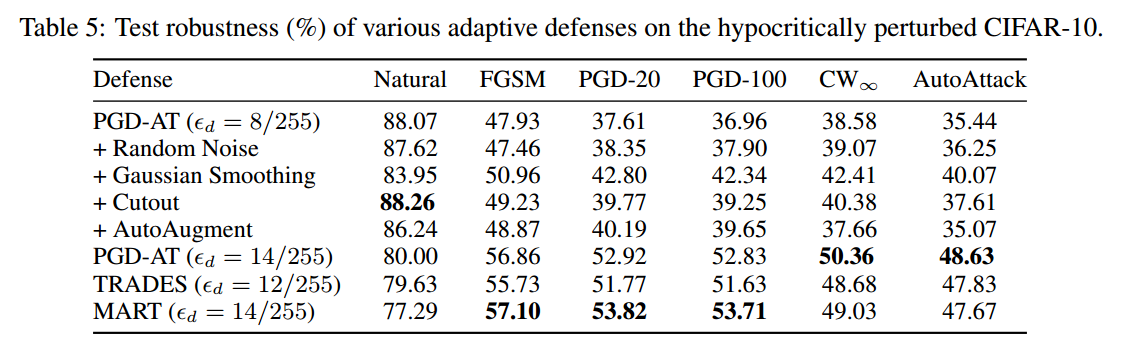 Table 5: Test robustness (%) of various adaptive defenses on the hypocritically perturbed CIFAR-10.
Defense Natural FGSM PGD-20 PGD-100 CW∞ AutoAttack
PGD-AT (ϵd = 8/255) 88.07 47.93 37.61 36.96 38.58 35.44
+ Random Noise 87.62 47.46 38.35 37.90 39.07 36.25
+ Gaussian Smoothing 83.95 50.96 42.80 42.34 42.41 40.07
+ Cutout 88.26 49.23 39.77 39.25 40.38 37.61
+ AutoAugment 86.24 48.87 40.19 39.65 37.66 35.07
PGD-AT (ϵd = 14/255) 80.00 56.86 52.92 52.83 50.36 48.63
TRADES (ϵd = 12/255) 79.63 55.73 51.77 51.63 48.68 47.83
MART (ϵd = 14/255) 77.29 57.10 53.82 53.71 49.03 47.67